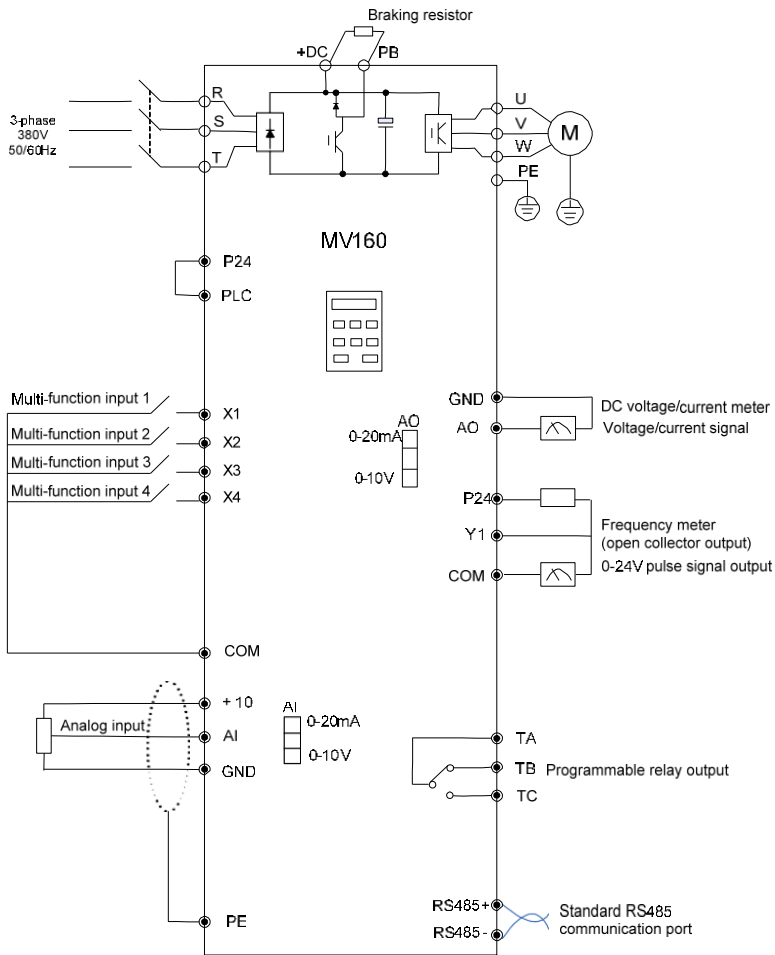 Braking resistor
+DC PB
R
S
T
3-phase
380V
50/60Hz
U
V
W
M
PE
MV160
P24
PLC
Multi-function input 1
Multi-function input 2
Multi-function input 3
Multi-function input 4
X1
X2
X3
X4
AO
0-20mA
0-10V
GND
AO
DC voltage/current meter
Voltage/current signal
P24
Y1
COM
Frequency meter
(open collector output)
0-24V pulse signal output
COM
+10
AI
GND
Analog input
AI
0-20mA
0-10V
TA
TB
TC
Programmable relay output
PE
RS485+
RS485-
Standard RS485
communication port